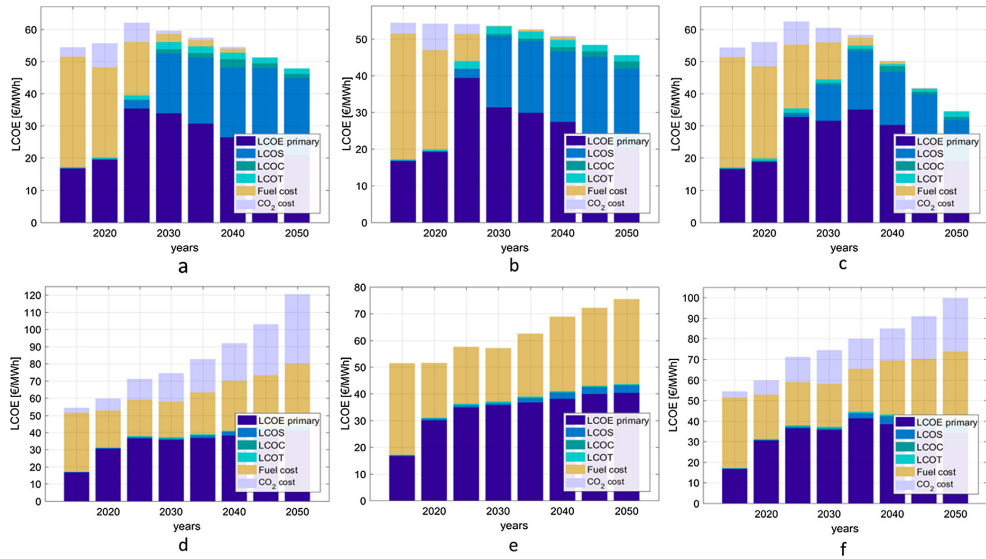 LCOE [€/MWh]
60
50
40
30
20
10
0
2020
2030
2040
2050
years
LCOE primary
LCOS
LCOC
LCOT
Fuel cost
CO2 cost
a
LCOE [€/MWh]
50
40
30
20
10
0
2020
2030
2040
2050
years
LCOE primary
LCOS
LCOC
LCOT
Fuel cost
CO2 cost
b
LCOE [€/MWh]
60
50
40
30
20
10
0
2020
2030
2040
2050
years
LCOE primary
LCOS
LCOC
LCOT
Fuel cost
CO2 cost
c
LCOE [€/MWh]
120
110
100
90
80
70
60
50
40
30
20
10
0
2020
2030
2040
2050
years
LCOE primary
LCOS
LCOC
LCOT
Fuel cost
CO2 cost
d
LCOE [€/MWh]
80
70
60
50
40
30
20
10
0
2020
2030
2040
2050
years
LCOE primary
LCOS
LCOC
LCOT
Fuel cost
e
LCOE [€/MWh]
100
90
80
70
60
50
40
30
20
10
0
2020
2030
2040
2050
years
LCOE primary
LCOS
LCOC
LCOT
Fuel cost
CO2 cost
f